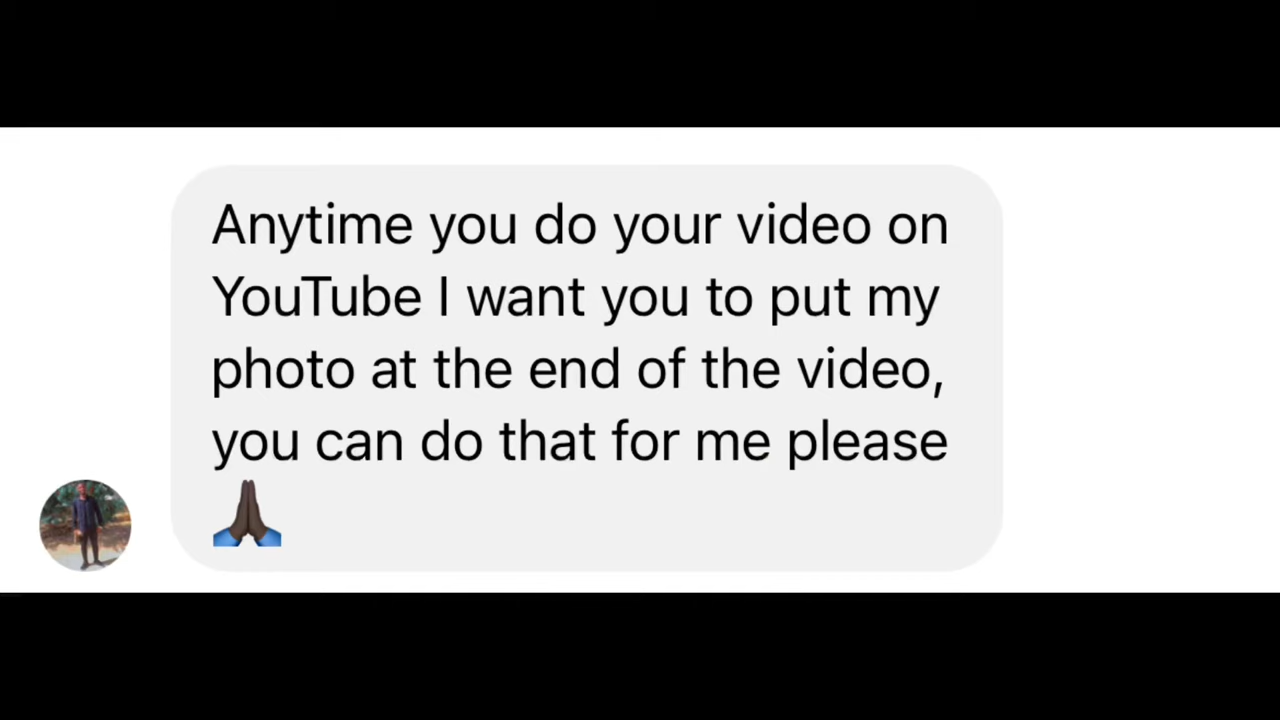 Anytime you do your video on
YouTube I want you to put my
photo at the end of the video,
you can do that for me please
🙏🏿